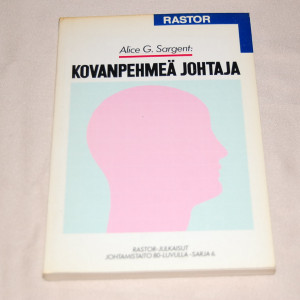 RASTOR
Alice G. Sargent:
KOVANPEHMEÄ JOHTAJA
RASTOR-JULKAISUT
JOHTAMISTAITO 80-LUVULLA -SARJA 6